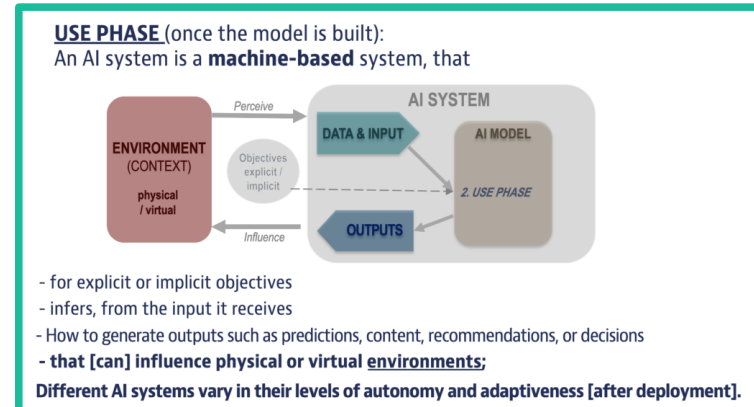 USE PHASE (once the model is built):
An AI system is a machine-based system, that
Perceive
AI SYSTEM
ENVIRONMENT
(CONTEXT)
physical
/ virtual
Objectives
explicit /
implicit
DATA & INPUT
AI MODEL
2. USE PHASE
OUTPUTS
Influence
- for explicit or implicit objectives
- infers, from the input it receives
- How to generate outputs such as predictions, content, recommendations, or decisions
- that [can] influence physical or virtual environments;
Different AI systems vary in their levels of autonomy and adaptiveness [after deployment].